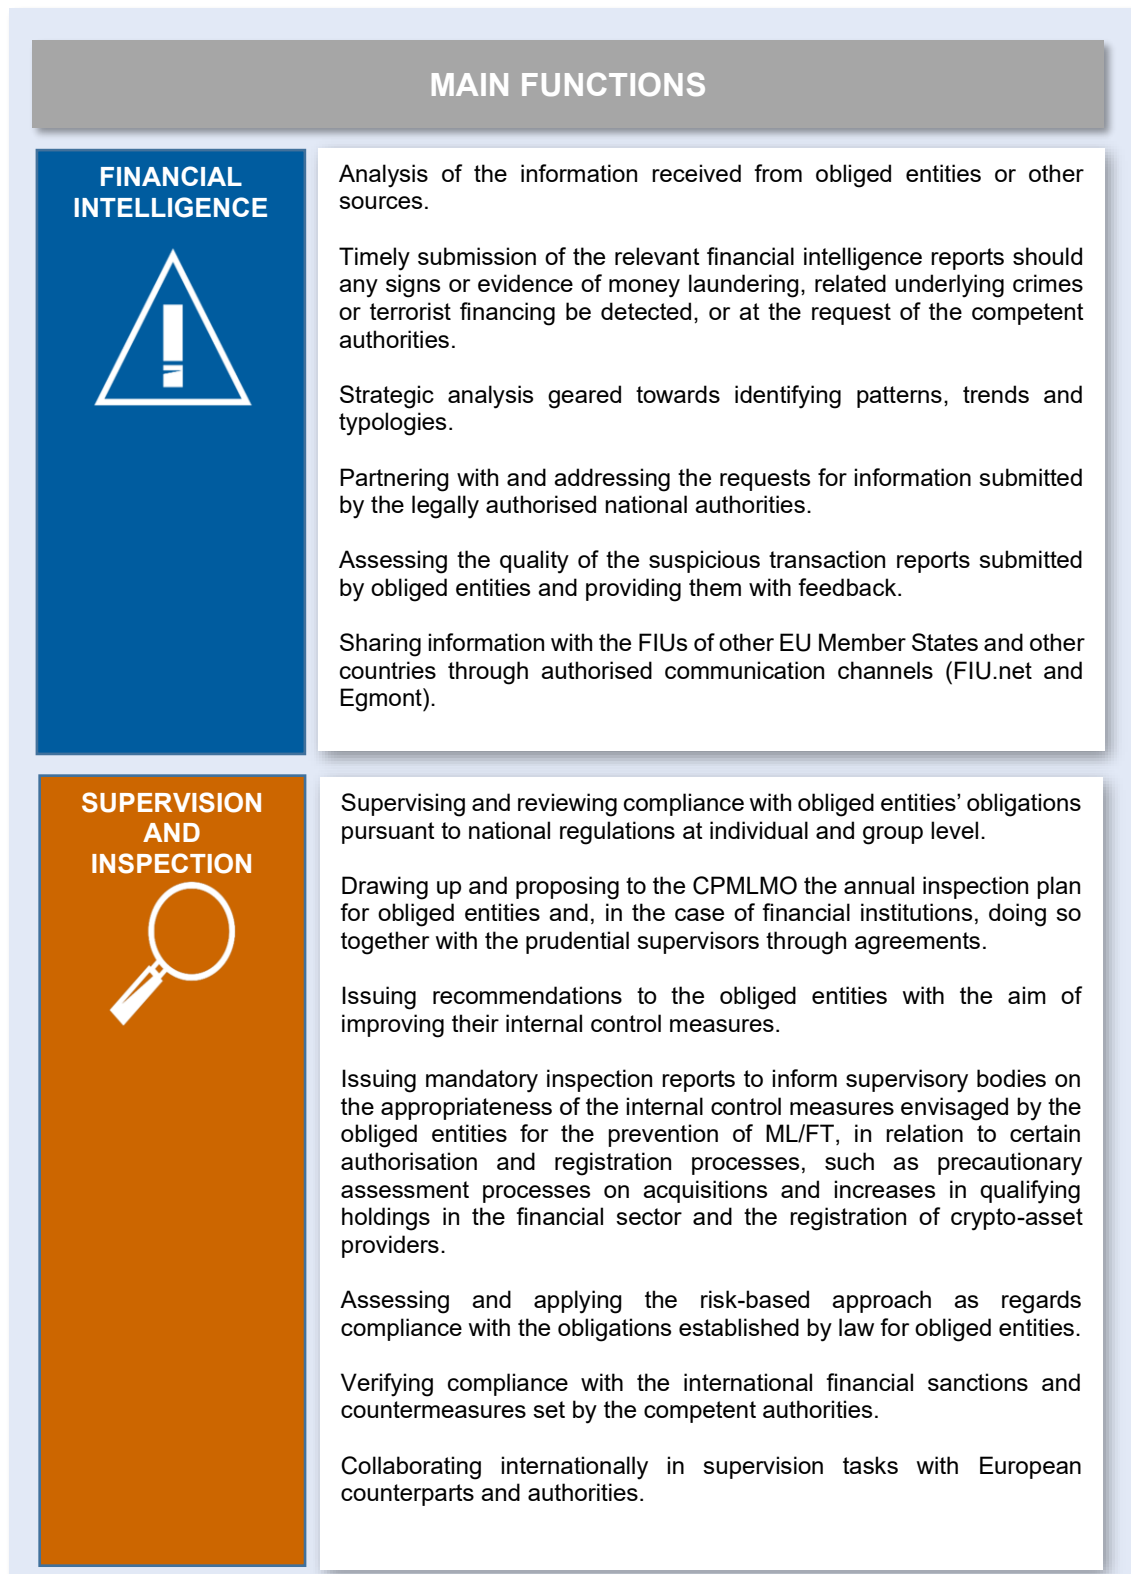 MAIN FUNCTIONS
FINANCIAL
INTELLIGENCE
Analysis of the information received from obliged entities or other
sources.
Timely submission of the relevant financial intelligence reports should
any signs or evidence of money laundering, related underlying crimes
or terrorist financing be detected, or at the request of the competent
authorities.
Strategic analysis geared towards identifying patterns, trends and
typologies.
Partnering with and addressing the requests for information submitted
by the legally authorised national authorities.
Assessing the quality of the suspicious transaction reports submitted
by obliged entities and providing them with feedback.
Sharing information with the FIUs of other EU Member States and other
countries through authorised communication channels (FIU.net and
Egmont).
SUPERVISION
AND
INSPECTION
Supervising and reviewing compliance with obliged entities’ obligations
pursuant to national regulations at individual and group level.
Drawing up and proposing to the CPMLMO the annual inspection plan
for obliged entities and, in the case of financial institutions, doing so
together with the prudential supervisors through agreements.
Issuing recommendations to the obliged entities with the aim of
improving their internal control measures.
Issuing mandatory inspection reports to inform supervisory bodies on
the appropriateness of the internal control measures envisaged by the
obliged entities for the prevention of ML/FT, in relation to certain
authorisation and registration processes, such as precautionary
assessment processes on acquisitions and increases in qualifying
holdings in the financial sector and the registration of crypto-asset
providers.
Assessing and applying the risk-based approach as regards
compliance with the obligations established by law for obliged entities.
Verifying compliance with the international financial sanctions and
countermeasures set by the competent authorities.
Collaborating internationally in supervision tasks with European
counterparts and authorities.